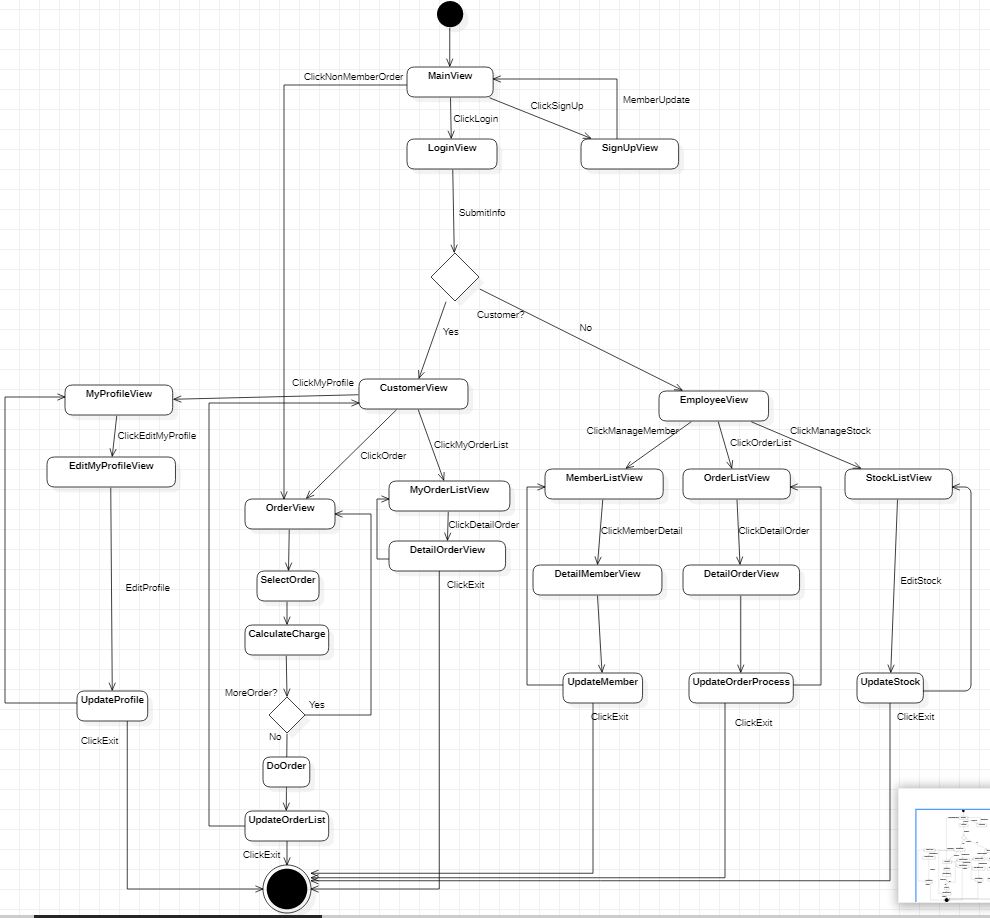 MainView
ClickNonMemberOrder
ClickSignUp
MemberUpdate
ClickLogin
LoginView
SignUpView
SubmitInfo
Customer?
Yes
No
ClickMyProfile
CustomerView
MyProfileView
EmployeeView
ClickEditMyProfile
ClickOrder
ClickMyOrderList
ClickManageMember
ClickOrderList
ClickManageStock
EditMyProfileView
MemberListView
OrderListView
StockListView
MyOrderListView
OrderView
ClickDetailOrder
ClickMemberDetail
ClickDetailOrder
DetailOrderView
SelectOrder
ClickExit
DetailMemberView
DetailOrderView
EditStock
EditProfile
CalculateCharge
MoreOrder?
Yes
No
UpdateProfile
UpdateMember
UpdateOrderProcess
UpdateStock
ClickExit
ClickExit
ClickExit
ClickExit
DoOrder
UpdateOrderList
ClickExit